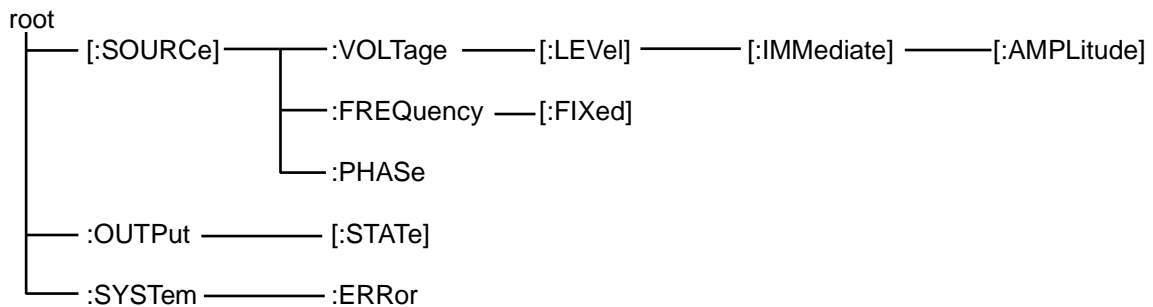 root
[:SOURCe] :VOLTage [:LEVel] [:IMMediate] [:AMPLitude]
:FREQuency [:FIXed]
:PHASe
:OUTPut [:STATe]
:SYSTem :ERRor